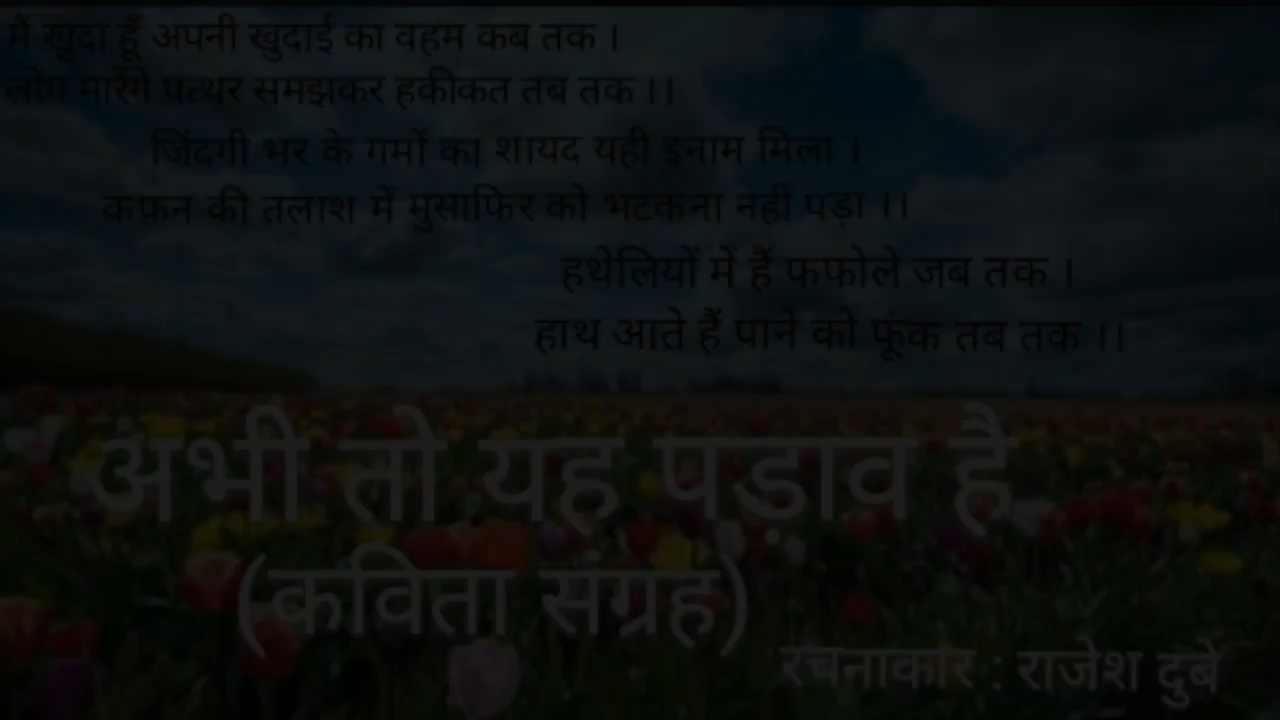 मैं खुदा हूँ अपनी खुदाई का वहम कब तक ।
लोग मारेंगे पत्थर समझकर हकीकत तब तक ।।
जिंदगी भर के गमों का शायद यही इनाम मिला ।
कफन की तलाश में मुसाफिर को भटकना नहीं पड़ा ।।
हथेलियों में हैं फफोले जब तक ।
हाथ आते हैं पाने को फूंक तब तक ।।
अभी तो यह पड़ाव है
(कविता संग्रह)
रचनाकार : राजेश दुबे